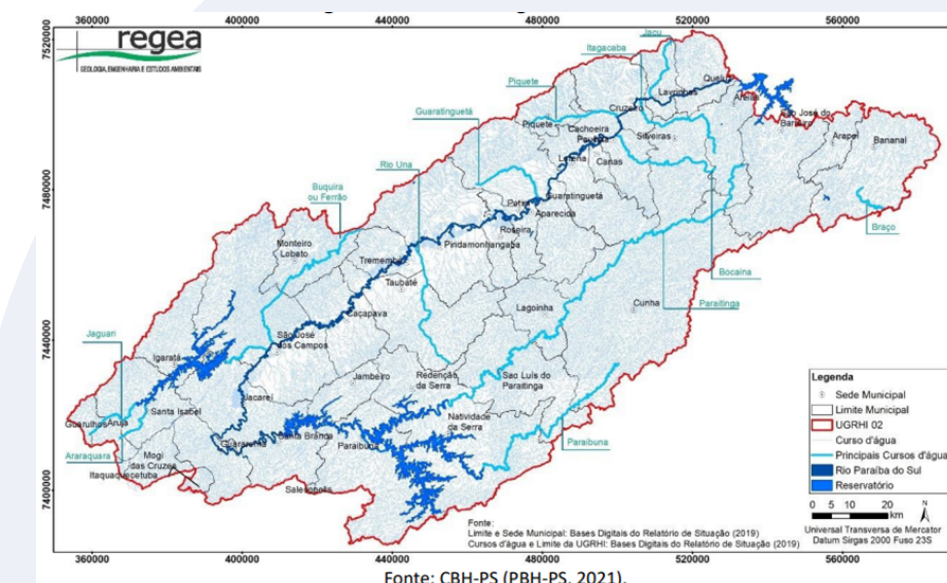 360000 400000 440000 480000 520000 560000
7520000
7480000
7440000
7400000
regea
GEOLOGIA, ENGENHARIA E ESTUDOS AMBIENTAIS
Jacu
Itagacaba
Piquete
Guaratinguetá
Rio Una
Buquira
ou Ferrão
Jaguari
Araraquara
Braço
Bocaina
Paraitinga
Paraibuna
Queluz
Lavrinhas
Areias
São José do
Barreiro
Arapeí
Bananal
Cruzeiro
Piquete
Cachoeira
Paulista
Silveiras
Lorena
Canas
Guaratinguetá
Potim
Aparecida
Roseira
Pindamonhangaba
Monteiro
Lobato
Tremembé
Taubaté
Lagoinha
Cunha
Caçapava
São José
dos Campos
Igaratá
Jambeiro
Redenção
da Serra
Sao Luis do
Paraitinga
Santa Isabel
Jacareí
Natividade
da Serra
Guarulhos
Arujá
Guararema
Santa Branca
Paraibuna
Mogi
das Cruzes
Itaquaquecetuba
Salesópolis
Legenda
Sede Municipal
Limite Municipal
UGRHI 02
Curso d'água
Principais Cursos d'água
Rio Paraíba do Sul
Reservatório
0 5 10 20
km
N
Universal Transversa de Mercator
Datum Sirgas 2000 Fuso 23S
Fonte:
Limite e Sede Municipal: Bases Digitais do Relatório de Situação (2019)
Cursos d'água e Limite da UGRHI: Bases Digitais do Relatório de Situação (2019)
360000 400000 440000 480000 520000 560000
Fonte: CBH-PS (PBH-PS, 2021).